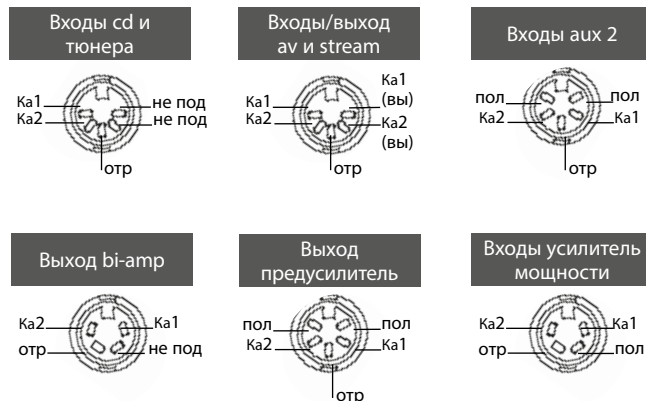 Входы cd и
тюнера
Ка1
Ка2
не под
не под
отр
Входы/выход
av и stream
Ка1
Ка2
Ка1
(вы)
Ка2
(вы)
отр
Входы aux 2
пол
Ка2
пол
Ка1
отр
Выход bi-amp
Ка2
отр
Ка1
не под
Выход
предусилитель
пол
Ка2
пол
Ка1
отр
Входы усилитель
мощности
Ка2
отр
Ка1
пол